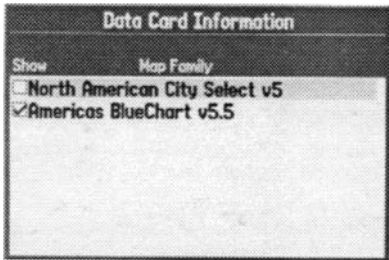 Data Card Information
Show Map Family
North American City Select v5
Americas BlueChart v5.5